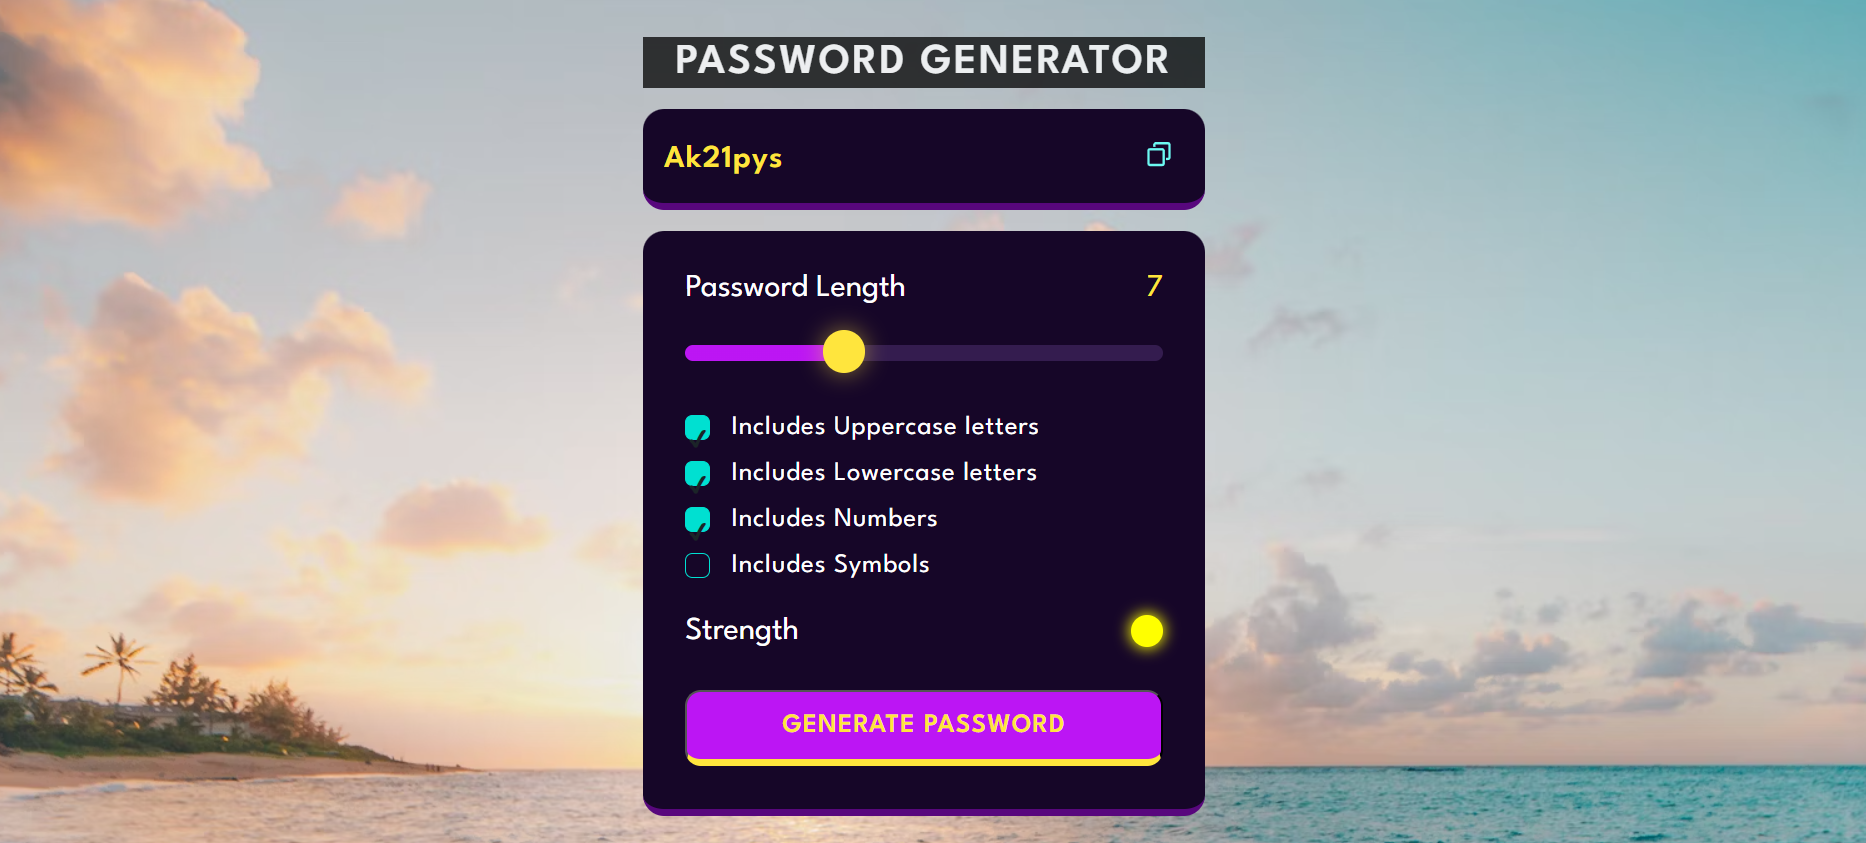 PASSWORD GENERATOR
Ak21pys
Password Length 7
Includes Uppercase letters
Includes Lowercase letters
Includes Numbers
Includes Symbols
Strength
GENERATE PASSWORD